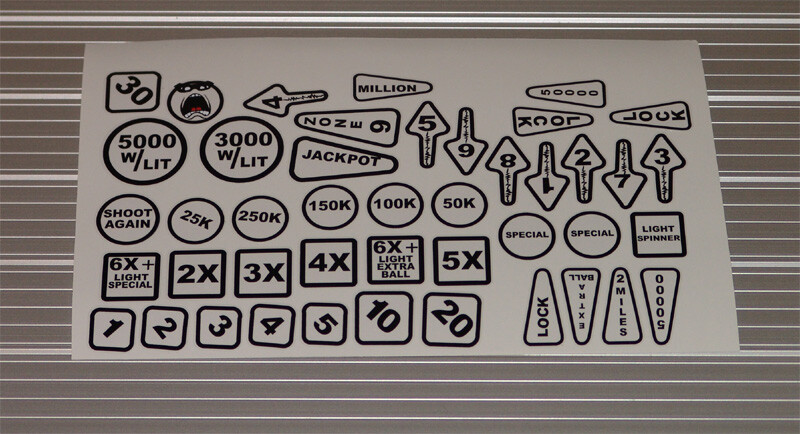 30
4
MILLION
50000
5000
W/LIT
3000
W/LIT
ZONE 6
JACKPOT
5
9
LOCK
LOCK
8
1
2
7
3
SHOOT
AGAIN
25K
250K
150K
100K
50K
SPECIAL
SPECIAL
LIGHT
SPINNER
6X+
LIGHT
SPECIAL
2X
3X
4X
6X+
LIGHT
EXTRA
BALL
5X
LOCK
EXTRA
BALL
2 MILES
50000
1
2
3
4
5
10
20